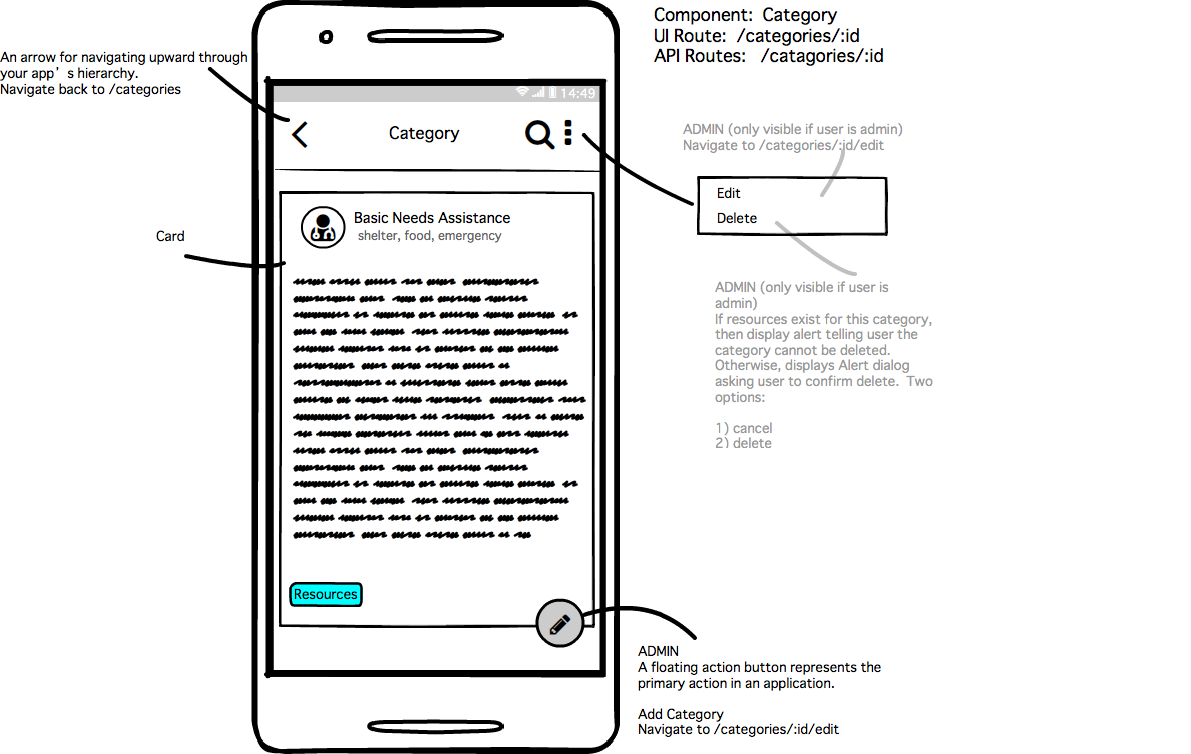 Component: Category
UI Route: /categories/:id
API Routes: /catagories/:id
An arrow for navigating upward through
your app’s hierarchy.
Navigate back to /categories
14:49
Category
ADMIN (only visible if user is admin)
Navigate to /categories/:id/edit
Edit
Delete
Basic Needs Assistance
shelter, food, emergency
Card
ADMIN (only visible if user is
admin)
If resources exist for this category,
then display alert telling user the
category cannot be deleted.
Otherwise, displays Alert dialog
asking user to confirm delete. Two
options:
1) cancel
2) delete
Resources
ADMIN
A floating action button represents the
primary action in an application.
Add Category
Navigate to /categories/:id/edit